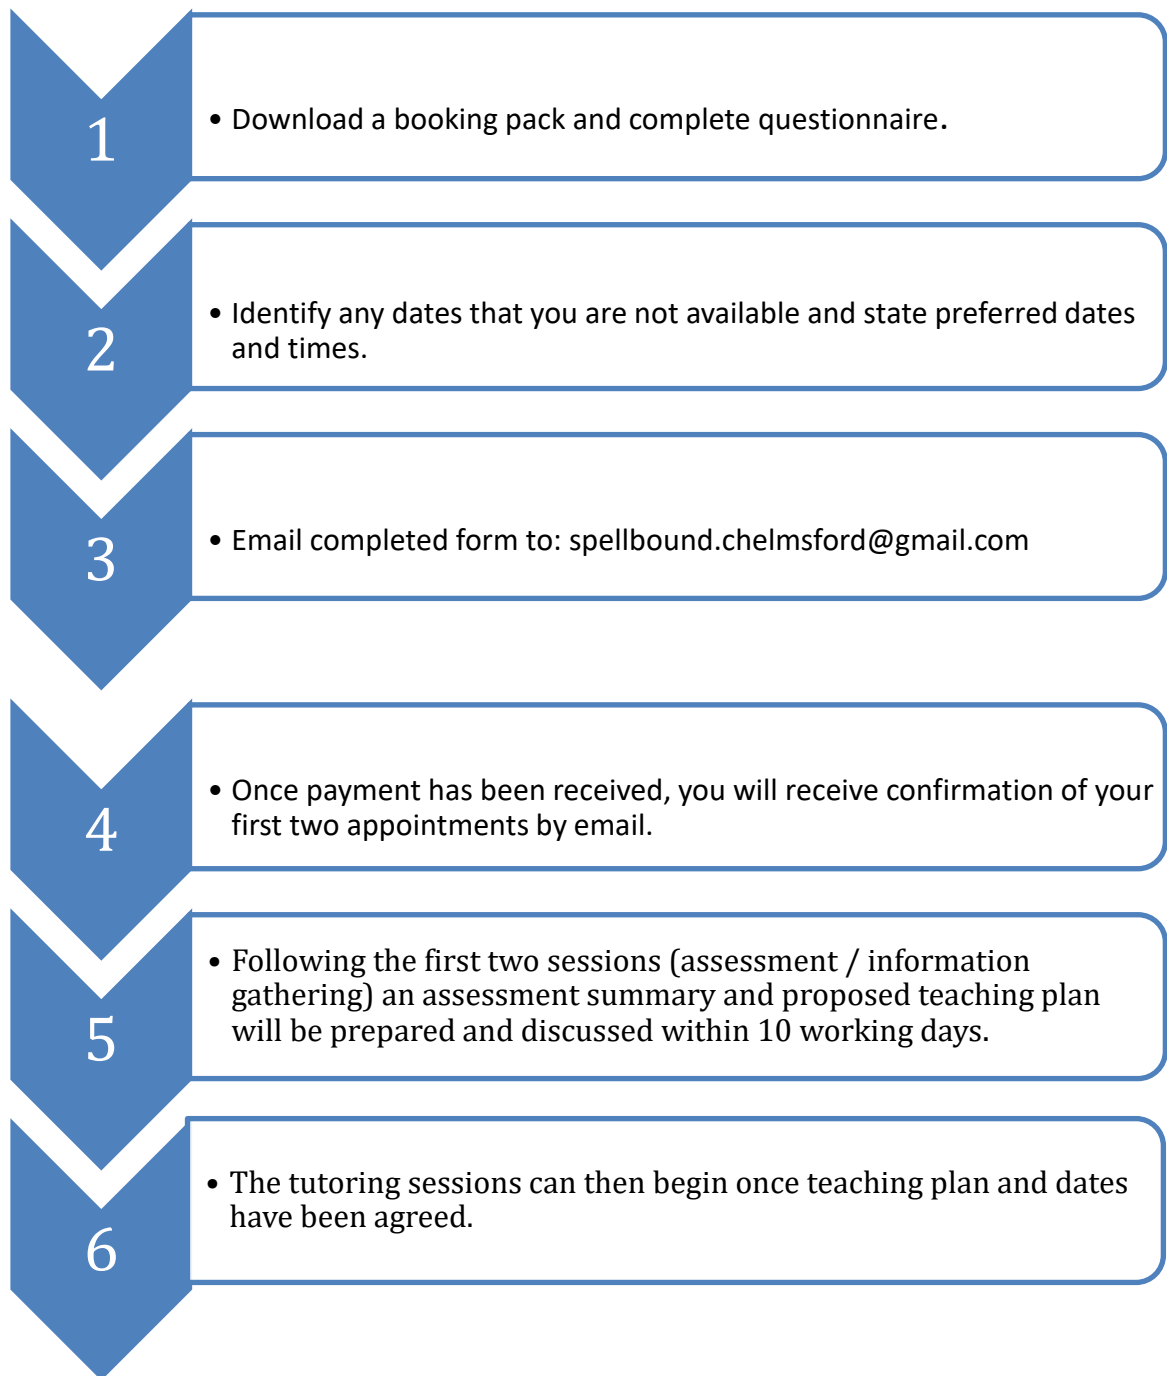 1
• Download a booking pack and complete questionnaire.
2
• Identify any dates that you are not available and state preferred dates
and times.
3
• Email completed form to: spellbound.chelmsford@gmail.com
4
• Once payment has been received, you will receive confirmation of your
first two appointments by email.
5
• Following the first two sessions (assessment / information
gathering) an assessment summary and proposed teaching plan
will be prepared and discussed within 10 working days.
6
• The tutoring sessions can then begin once teaching plan and dates
have been agreed.